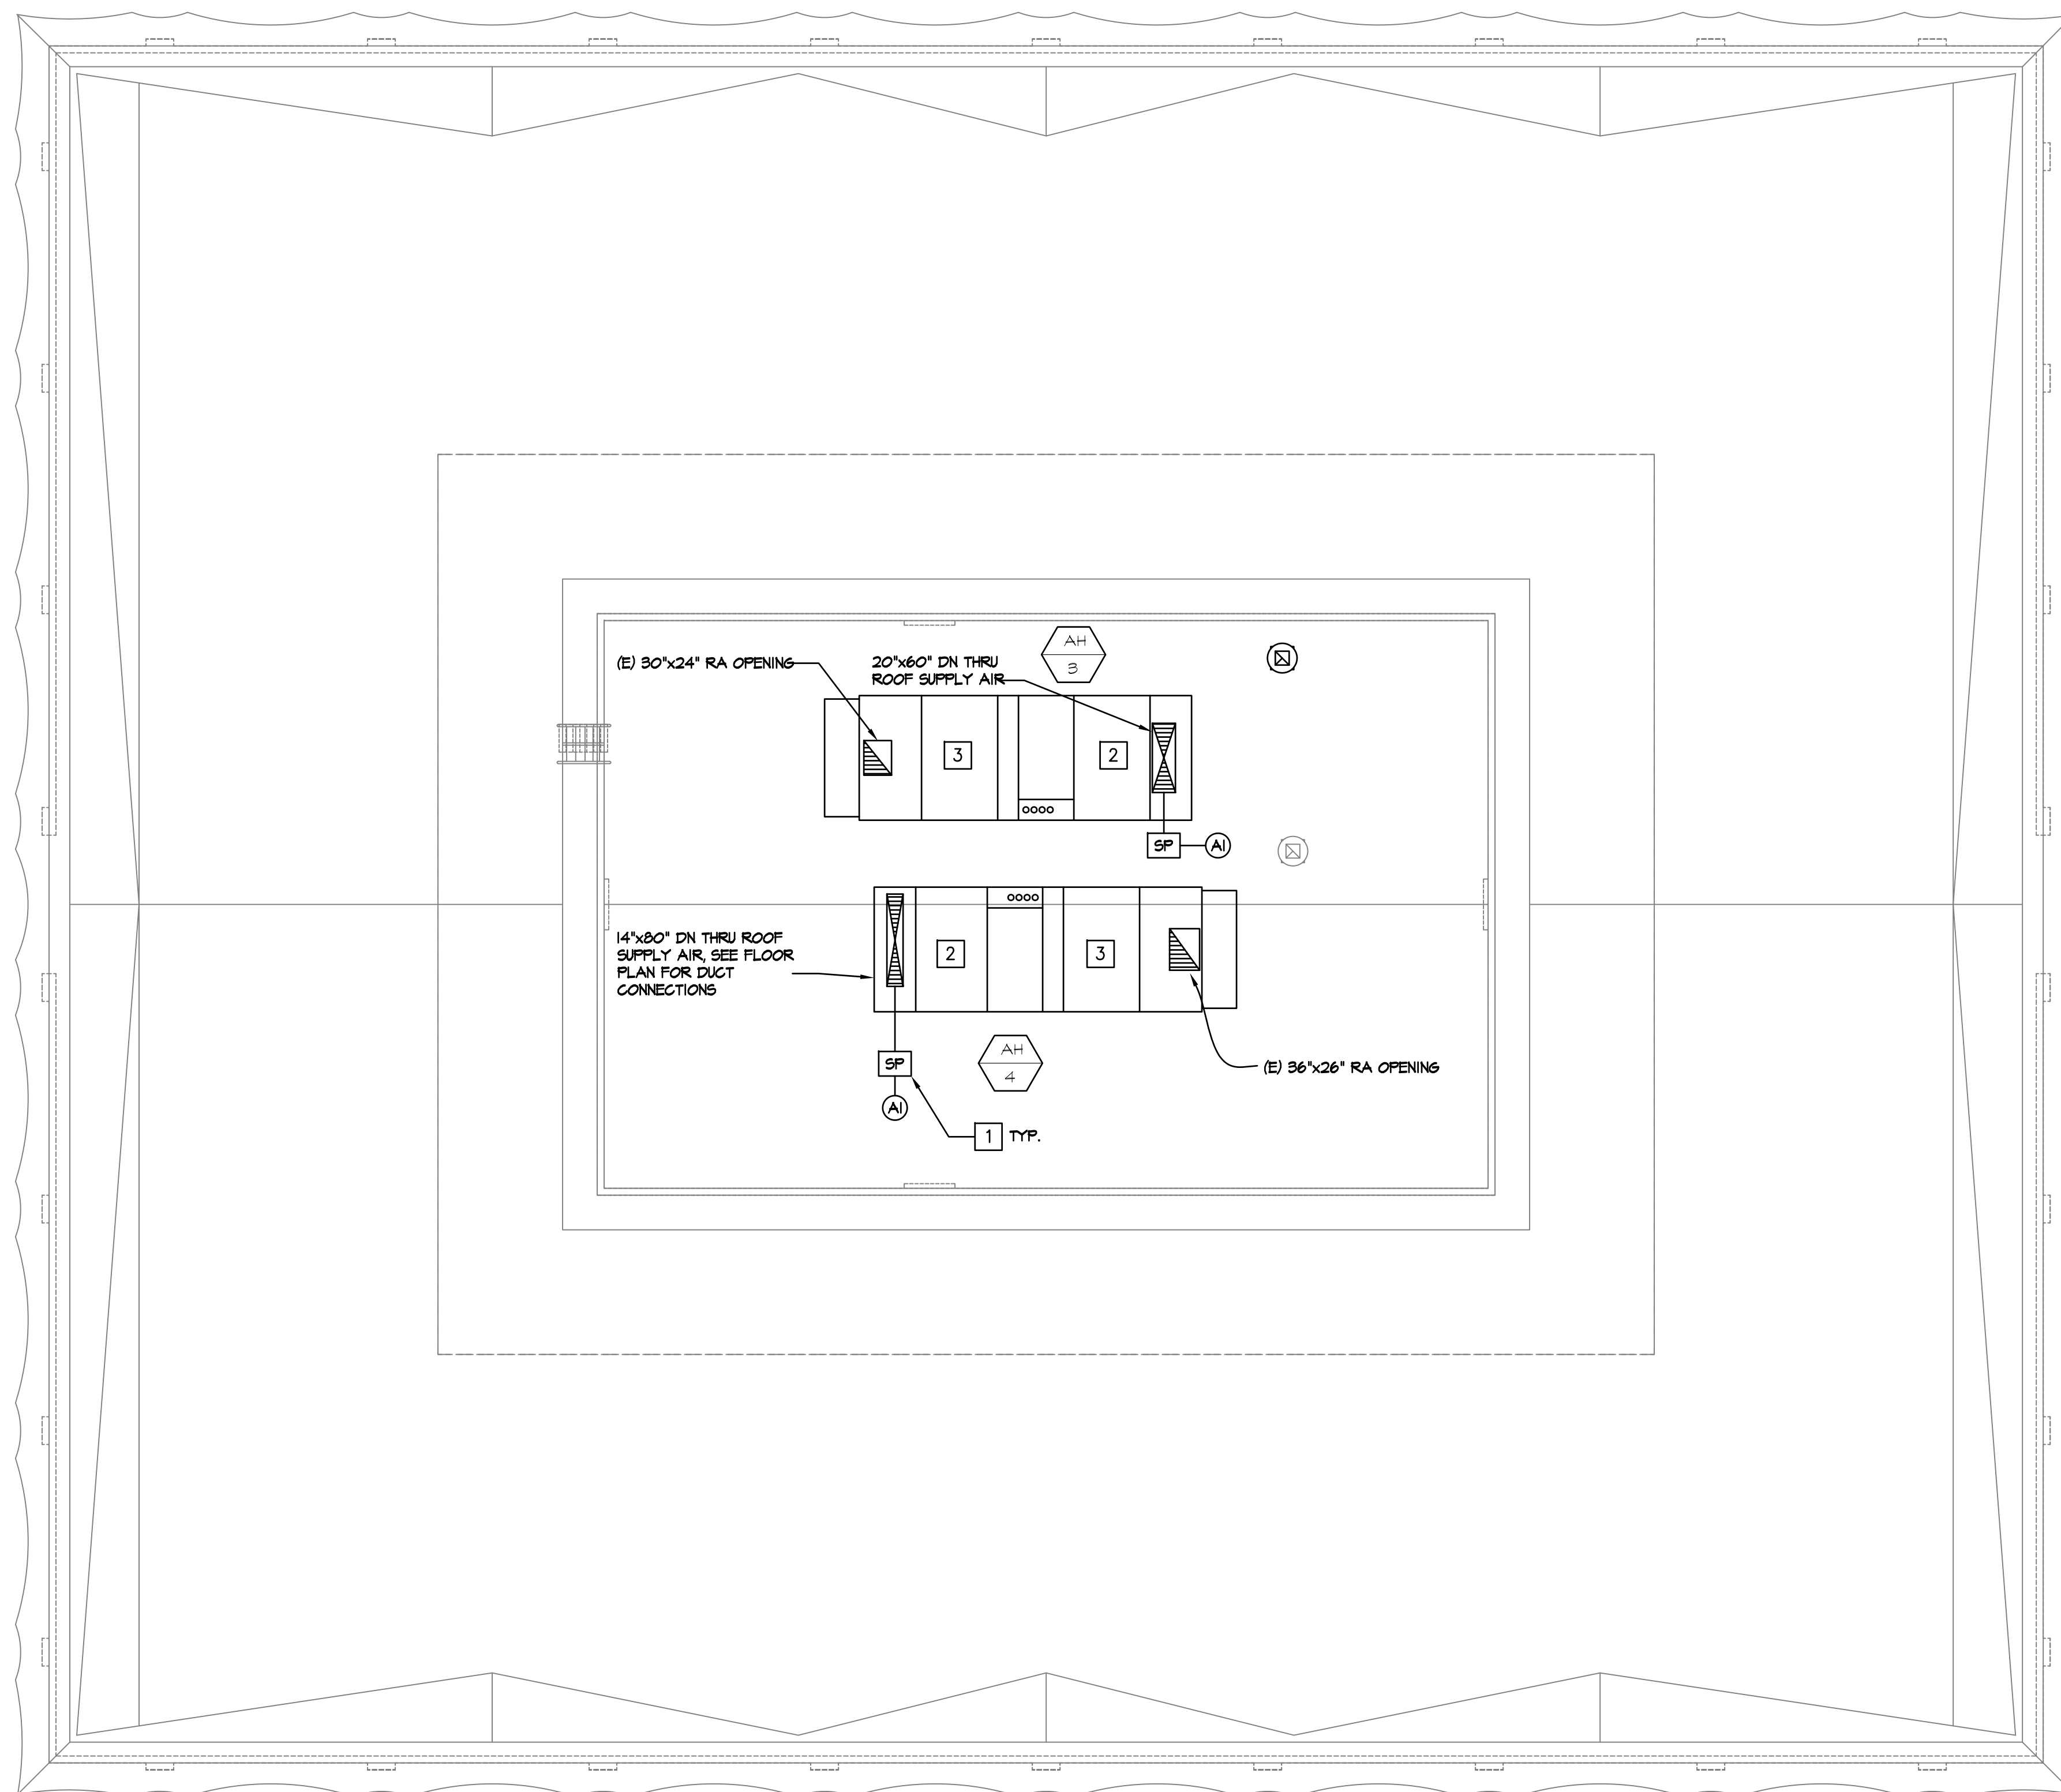 AH
3
(E) 30"x24" RA OPENING
20"x60" DN THRU
ROOF SUPPLY AIR
3
2
SP
A1
14"x80" DN THRU ROOF
SUPPLY AIR, SEE FLOOR
PLAN FOR DUCT
CONNECTIONS
2
3
SP
AH
4
(E) 36"x26" RA OPENING
A1
1 TYP.